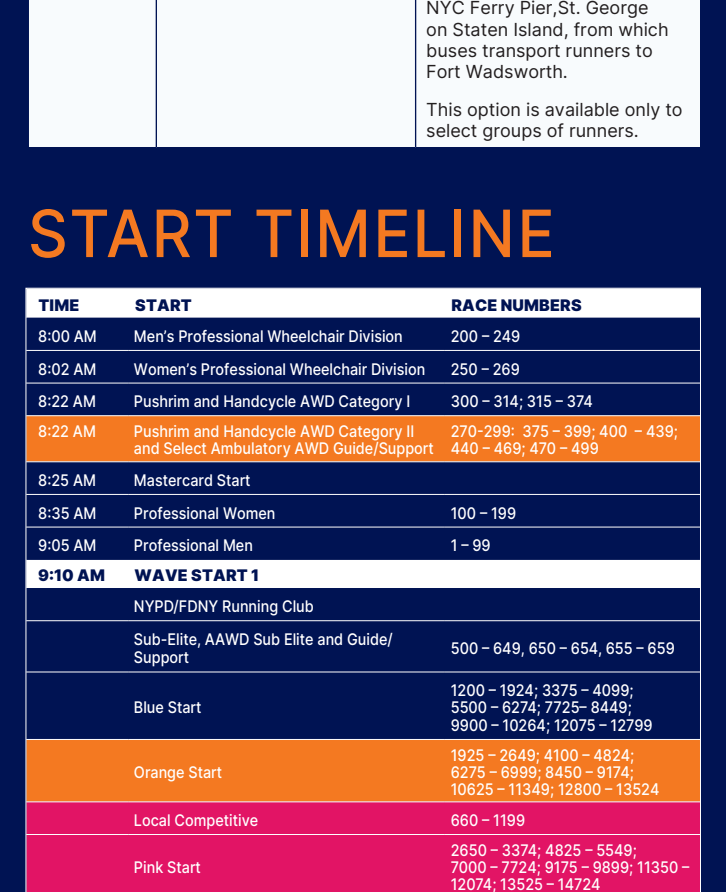 NYC Ferry Pier,St. George
on Staten Island, from which
buses transport runners to
Fort Wadsworth.
This option is available only to
select groups of runners.
START TIMELINE
TIME START RACE NUMBERS
8:00 AM Men's Professional Wheelchair Division 200 – 249
8:02 AM Women's Professional Wheelchair Division 250 – 269
8:22 AM Pushrim and Handcycle AWD Category I 300 – 314; 315 – 374
8:22 AM Pushrim and Handcycle AWD Category II 270-299: 375 – 399; 400 – 439;
and Select Ambulatory AWD Guide/Support 440 – 469; 470 – 499
8:25 AM Mastercard Start
8:35 AM Professional Women 100 – 199
9:05 AM Professional Men 1 – 99
9:10 AM WAVE START 1
NYPD/FDNY Running Club
Sub-Elite, AAWD Sub Elite and Guide/
Support
500 – 649, 650 – 654, 655 – 659
Blue Start
1200 – 1924; 3375 – 4099;
5500 – 6274; 7725– 8449;
9900 – 10264; 12075 – 12799
Orange Start
1925 – 2649; 4100 – 4824;
6275 – 6999; 8450 – 9174;
10625 – 11349; 12800 – 13524
Local Competitive 660 – 1199
Pink Start
2650 – 3374; 4825 – 5549;
7000 – 7724; 9175 – 9899; 11350 –
12074; 13525 – 14724